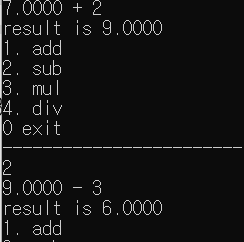 7.0000 + 2
result is 9.0000
1. add
2. sub
3. mul
4. div
0 exit
-------------------------
2
9.0000 - 3
result is 6.0000
1. add